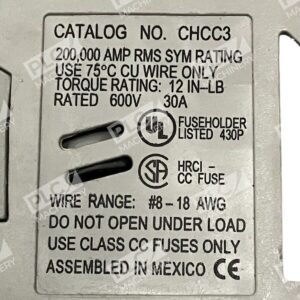 CATALOG NO. CHCC3
200,000 AMP RMS SYM RATING
USE 75°C CU WIRE ONLY
TORQUE RATING: 12 IN-LB
RATED 600V 30A
UL
FUSEHOLDER
LISTED 430P
SA
HRCI-
CC FUSE
WIRE RANGE: #8-18 AWG
DO NOT OPEN UNDER LOAD
USE CLASS CC FUSES ONLY
ASSEMBLED IN MEXICO CE